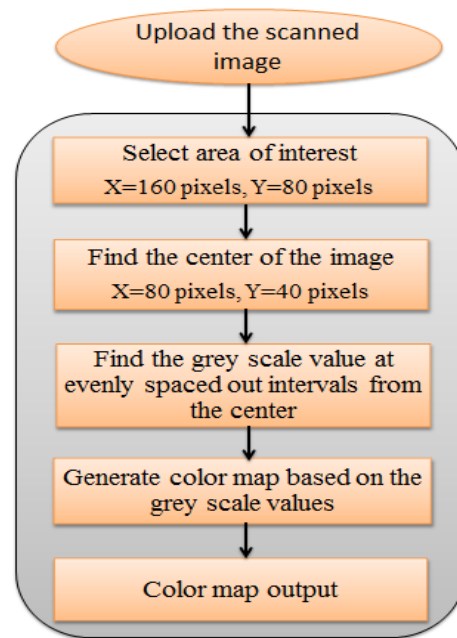 Upload the scanned
image
Select area of interest
X=160 pixels, Y=80 pixels
Find the center of the image
X=80 pixels, Y=40 pixels
Find the grey scale value at
evenly spaced out intervals from
the center
Generate color map based on the
grey scale values
Color map output